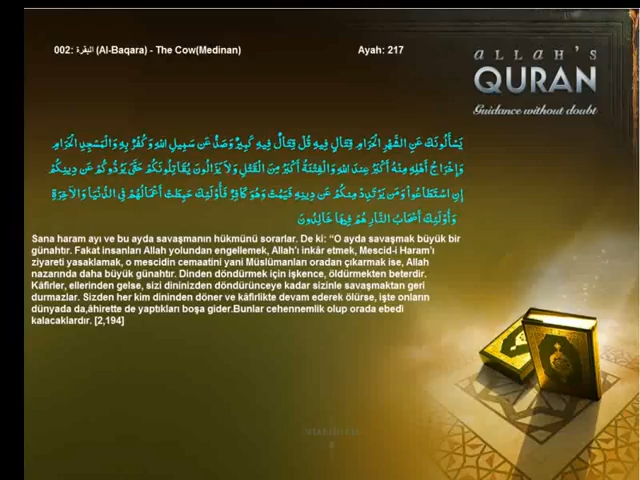 002: البقرة (Al-Baqara) - The Cow(Medinan)
Ayah: 217
ALLAH'S
QURAN
Guidance without doubt
يَسْأَلُونَكَ عَنِ الشَّهْرِ الْحَرَامِ قِتَالٍ فِيهِ قُلْ قِتَالٌ فِيهِ كَبِيرٌ وَصَدٌّ عَن سَبِيلِ اللّهِ وَكُفْرٌ بِهِ وَالْمَسْجِدِ الْحَرَامِ
وَإِخْرَاجُ أَهْلِهِ مِنْهُ أَكْبَرُ عِندَ اللّهِ وَالْفِتْنَةُ أَكْبَرُ مِنَ الْقَتْلِ وَلاَ يَزَالُونَ يُقَاتِلُونَكُمْ حَتَّىَ يَرُدُّوكُمْ عَن دِينِكُمْ
إِنِ اسْتَطَاعُواْ وَمَن يَرْتَدِدْ مِنكُمْ عَن دِينِهِ فَيَمُتْ وَهُوَ كَافِرٌ فَأُوْلَئِكَ حَبِطَتْ أَعْمَالُهُمْ فِي الدُّنْيَا وَالآخِرَةِ
وَأُوْلَئِكَ أَصْحَابُ النَّارِ هُمْ فِيهَا خَالِدُونَ
Sana haram ayı ve bu ayda savaşmanın hükmünü sorarlar. De ki: “O ayda savaşmak büyük bir
günahtır. Fakat insanları Allah yolundan engellemek, Allah’ı inkâr etmek, Mescid-i Haram’ı
ziyareti yasaklamak, o mescidin cemaatini yani Müslümanları oradan çıkarmak ise, Allah
nazarında daha büyük günahtır. Dinden döndürmek için işkence, öldürmekten beterdir.
Kâfirler, ellerinden gelse, sizi dininizden döndürünceye kadar sizinle savaşmaktan geri
durmazlar. Sizden her kim dininden döner ve kâfirlikte devam ederek ölürse, işte onların
dünyada da,âhirette de yaptıkları boşa gider.Bunlar cehennemlik olup orada ebedî
kalacaklardır. [2,194]